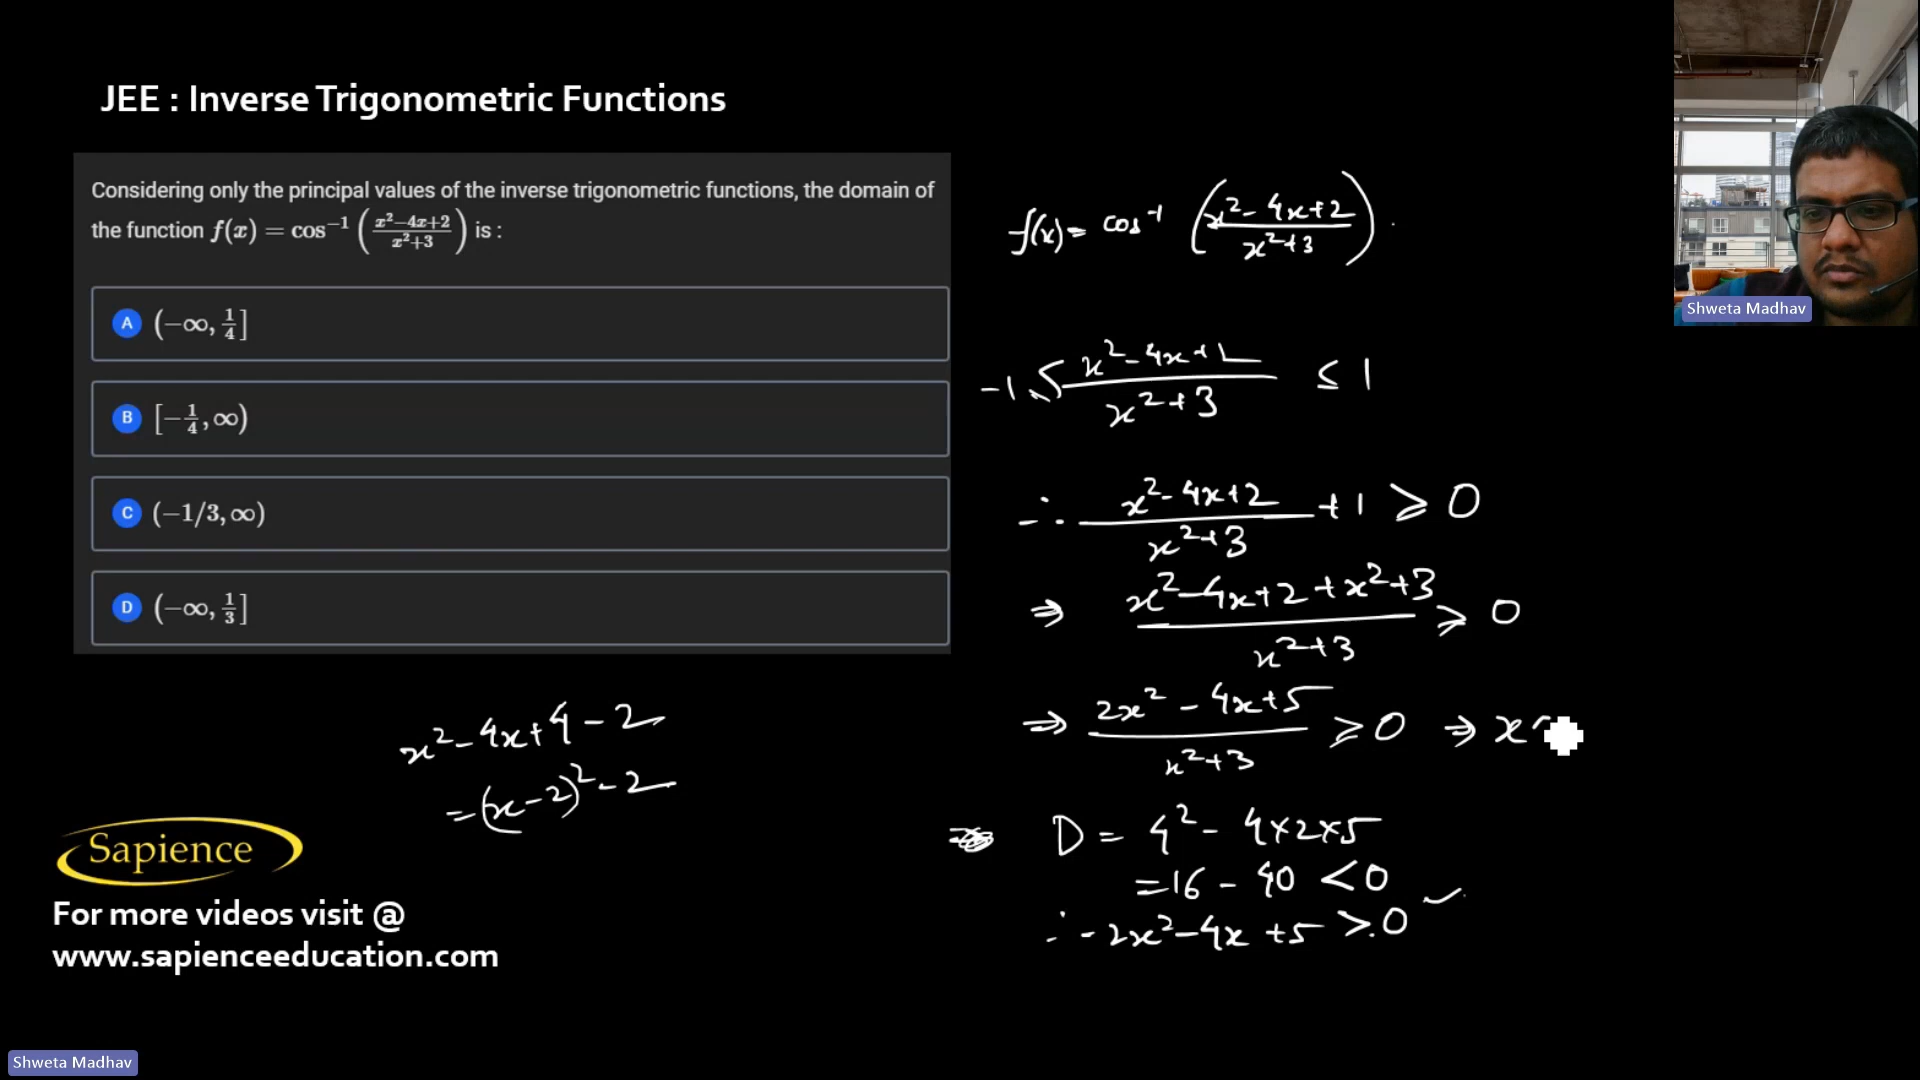 JEE : Inverse Trigonometric Functions
Considering only the principal values of the inverse trigonometric functions, the domain of
the function f(x) = cos⁻¹ ((x²−4x+2)/(x²+3)) is :
A (−∞, 1/4]
B [−1/4, ∞)
C (−1/3, ∞)
D (−∞, 1/3]
x² − 4x + 4 − 2
= (x−2)² − 2
Sapience
For more videos visit @
www.sapienceeducation.com
f(x) = cos⁻¹ ((x² − 4x + 2)/(x² + 3)).
−1 ≤ (x² − 4x + 2)/(x² + 3) ≤ 1
∴ (x² − 4x + 2)/(x² + 3) + 1 ⩾ 0
⇒ (x² − 4x + 2 + x² + 3)/(x² + 3) ⩾ 0
⇒ (2x² − 4x + 5)/(x² + 3) ⩾ 0 ⇒ x
D = 4² − 4×2×5
= 16 − 40 < 0
∴ 2x² − 4x + 5 > 0 ✓
Shweta Madhav
Shweta Madhav